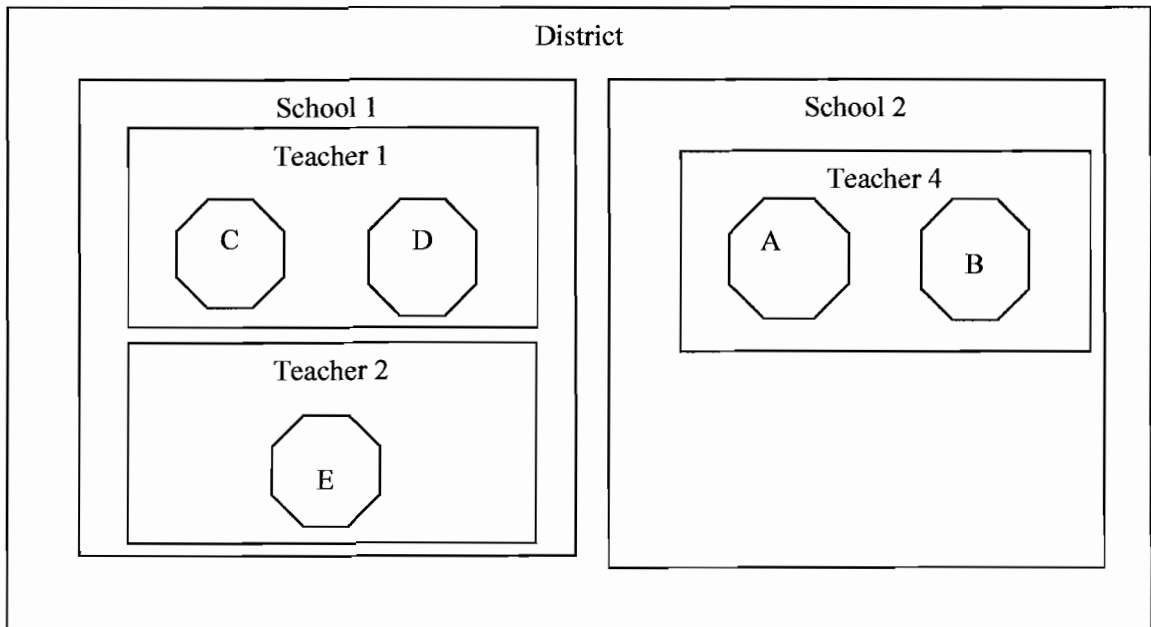 District
School 1
Teacher 1
C
D
Teacher 2
E
School 2
Teacher 4
A
B